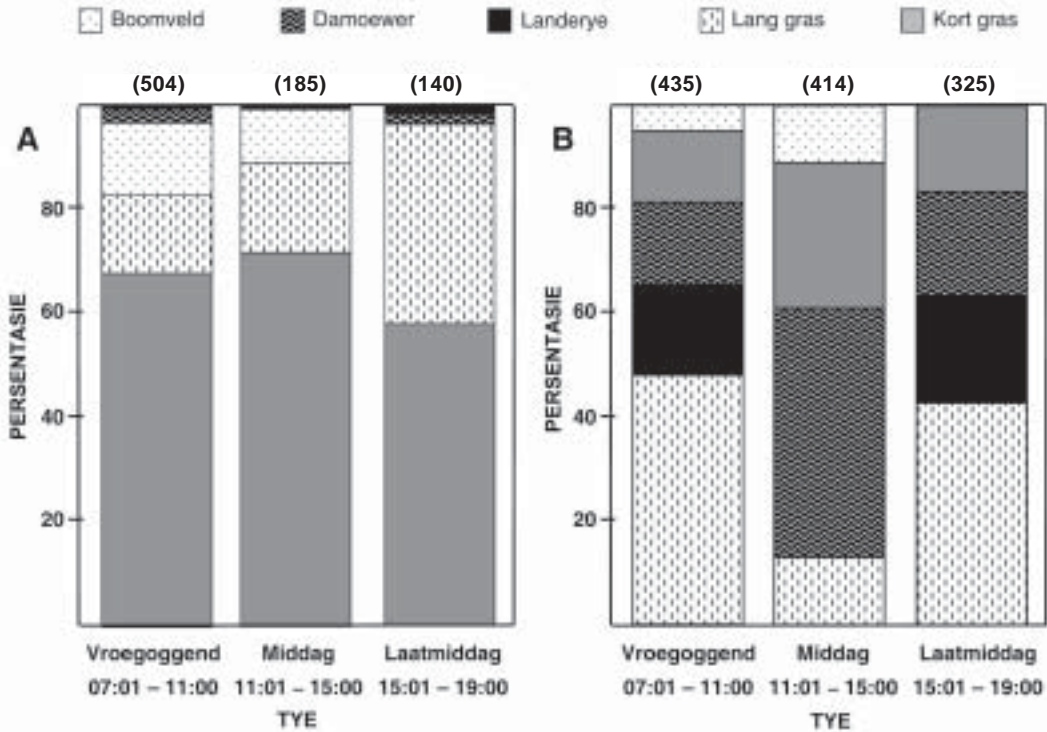 Boomveld Damoewer Landerye Lang gras Kort gras
(504) (185) (140) (435) (414) (325)
A
80
60
40
20
PERSENTASIE
Vroegoggend Middag Laatmiddag
07:01 – 11:00 11:01 – 15:00 15:01 – 19:00
TYE
B
80
60
40
20
PERSENTASIE
Vroegoggend Middag Laatmiddag
07:01 – 11:00 11:01 – 15:00 15:01 – 19:00
TYE